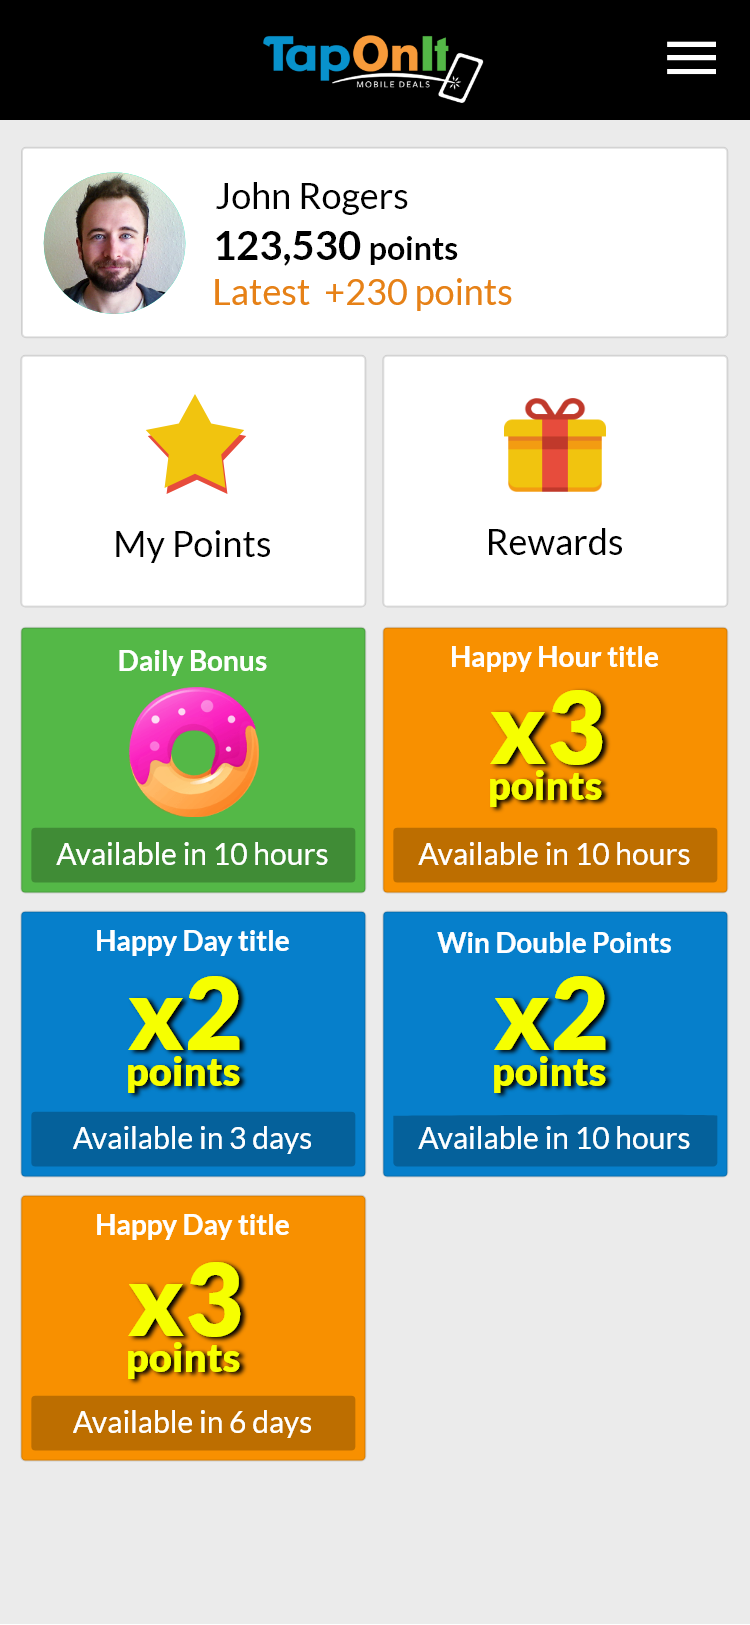 TapOnIt
MOBILE DEALS
John Rogers
123,530 points
Latest +230 points
My Points
Rewards
Daily Bonus
Available in 10 hours
Happy Hour title
x3
points
Available in 10 hours
Happy Day title
x2
points
Available in 3 days
Win Double Points
x2
points
Available in 10 hours
Happy Day title
x3
points
Available in 6 days